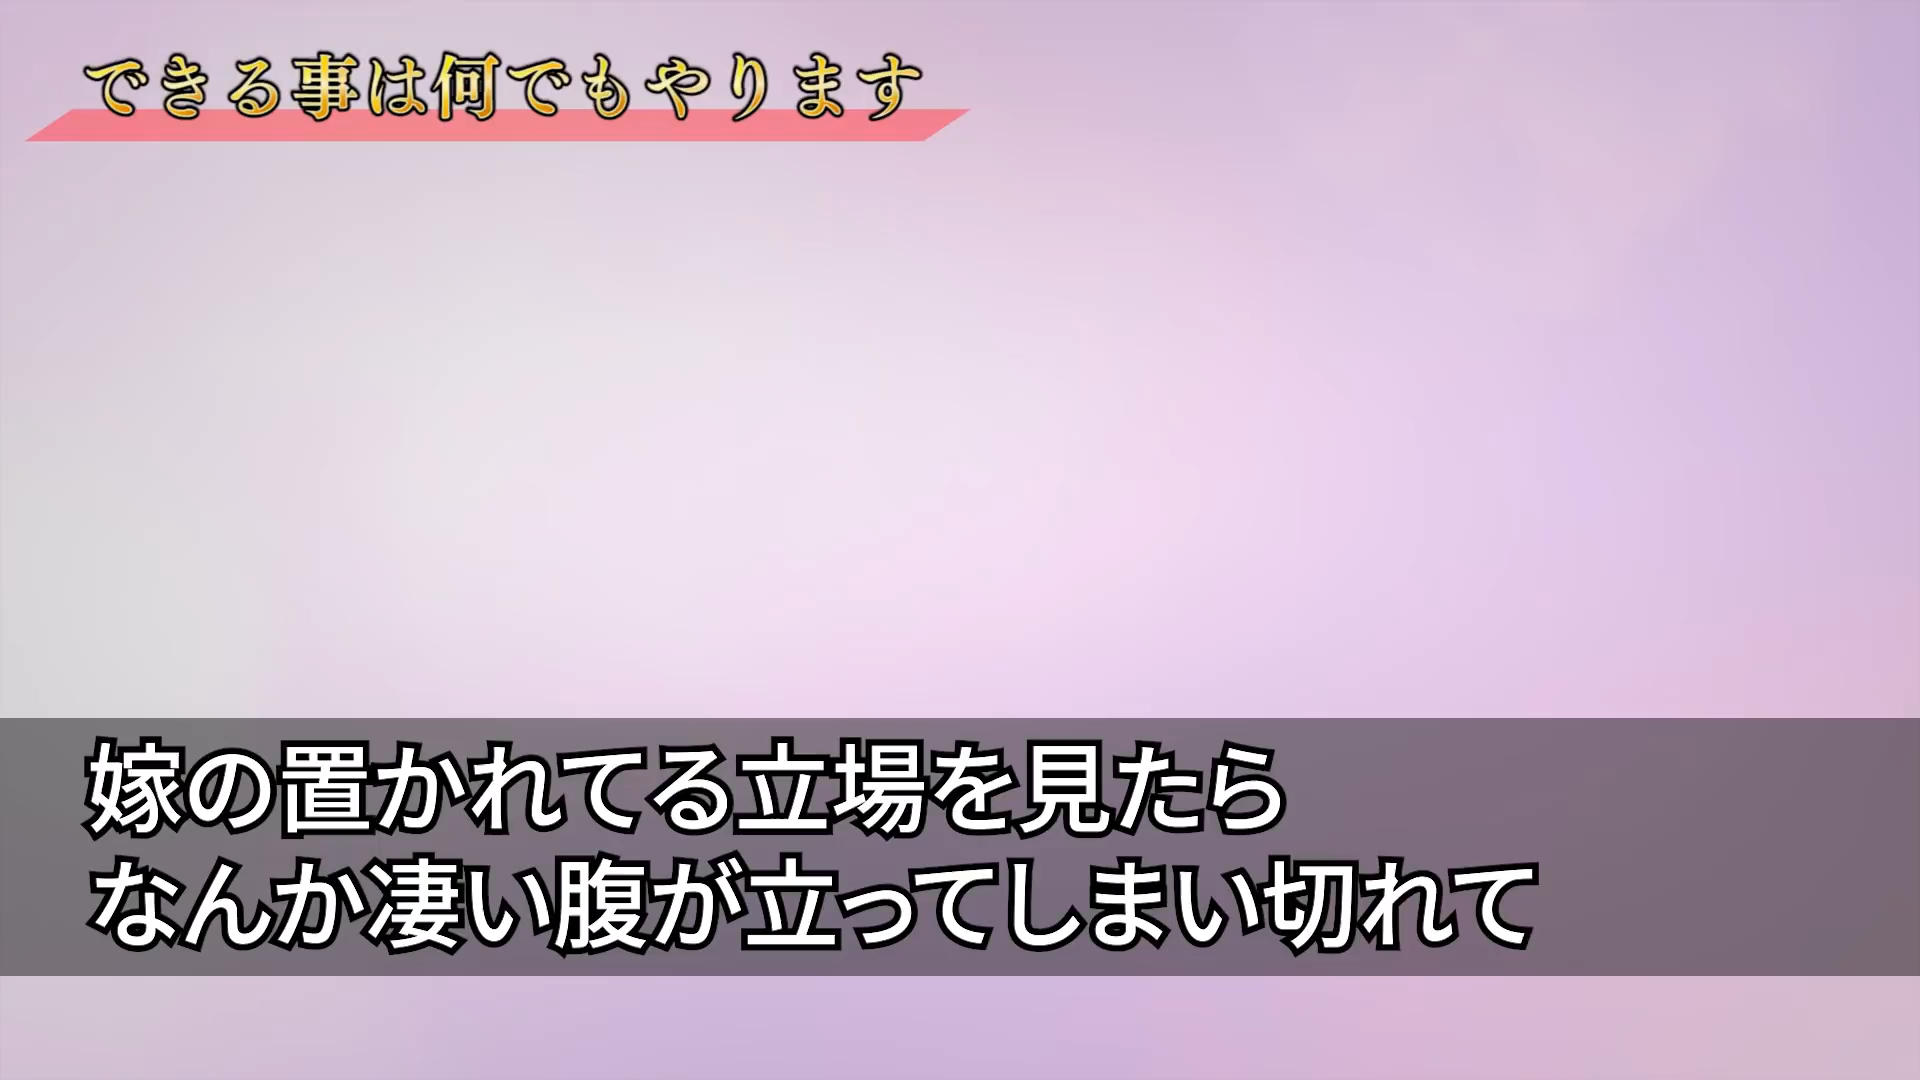 できる事は何でもやります
嫁の置かれてる立場を見たら
なんか凄い腹が立ってしまい切れて